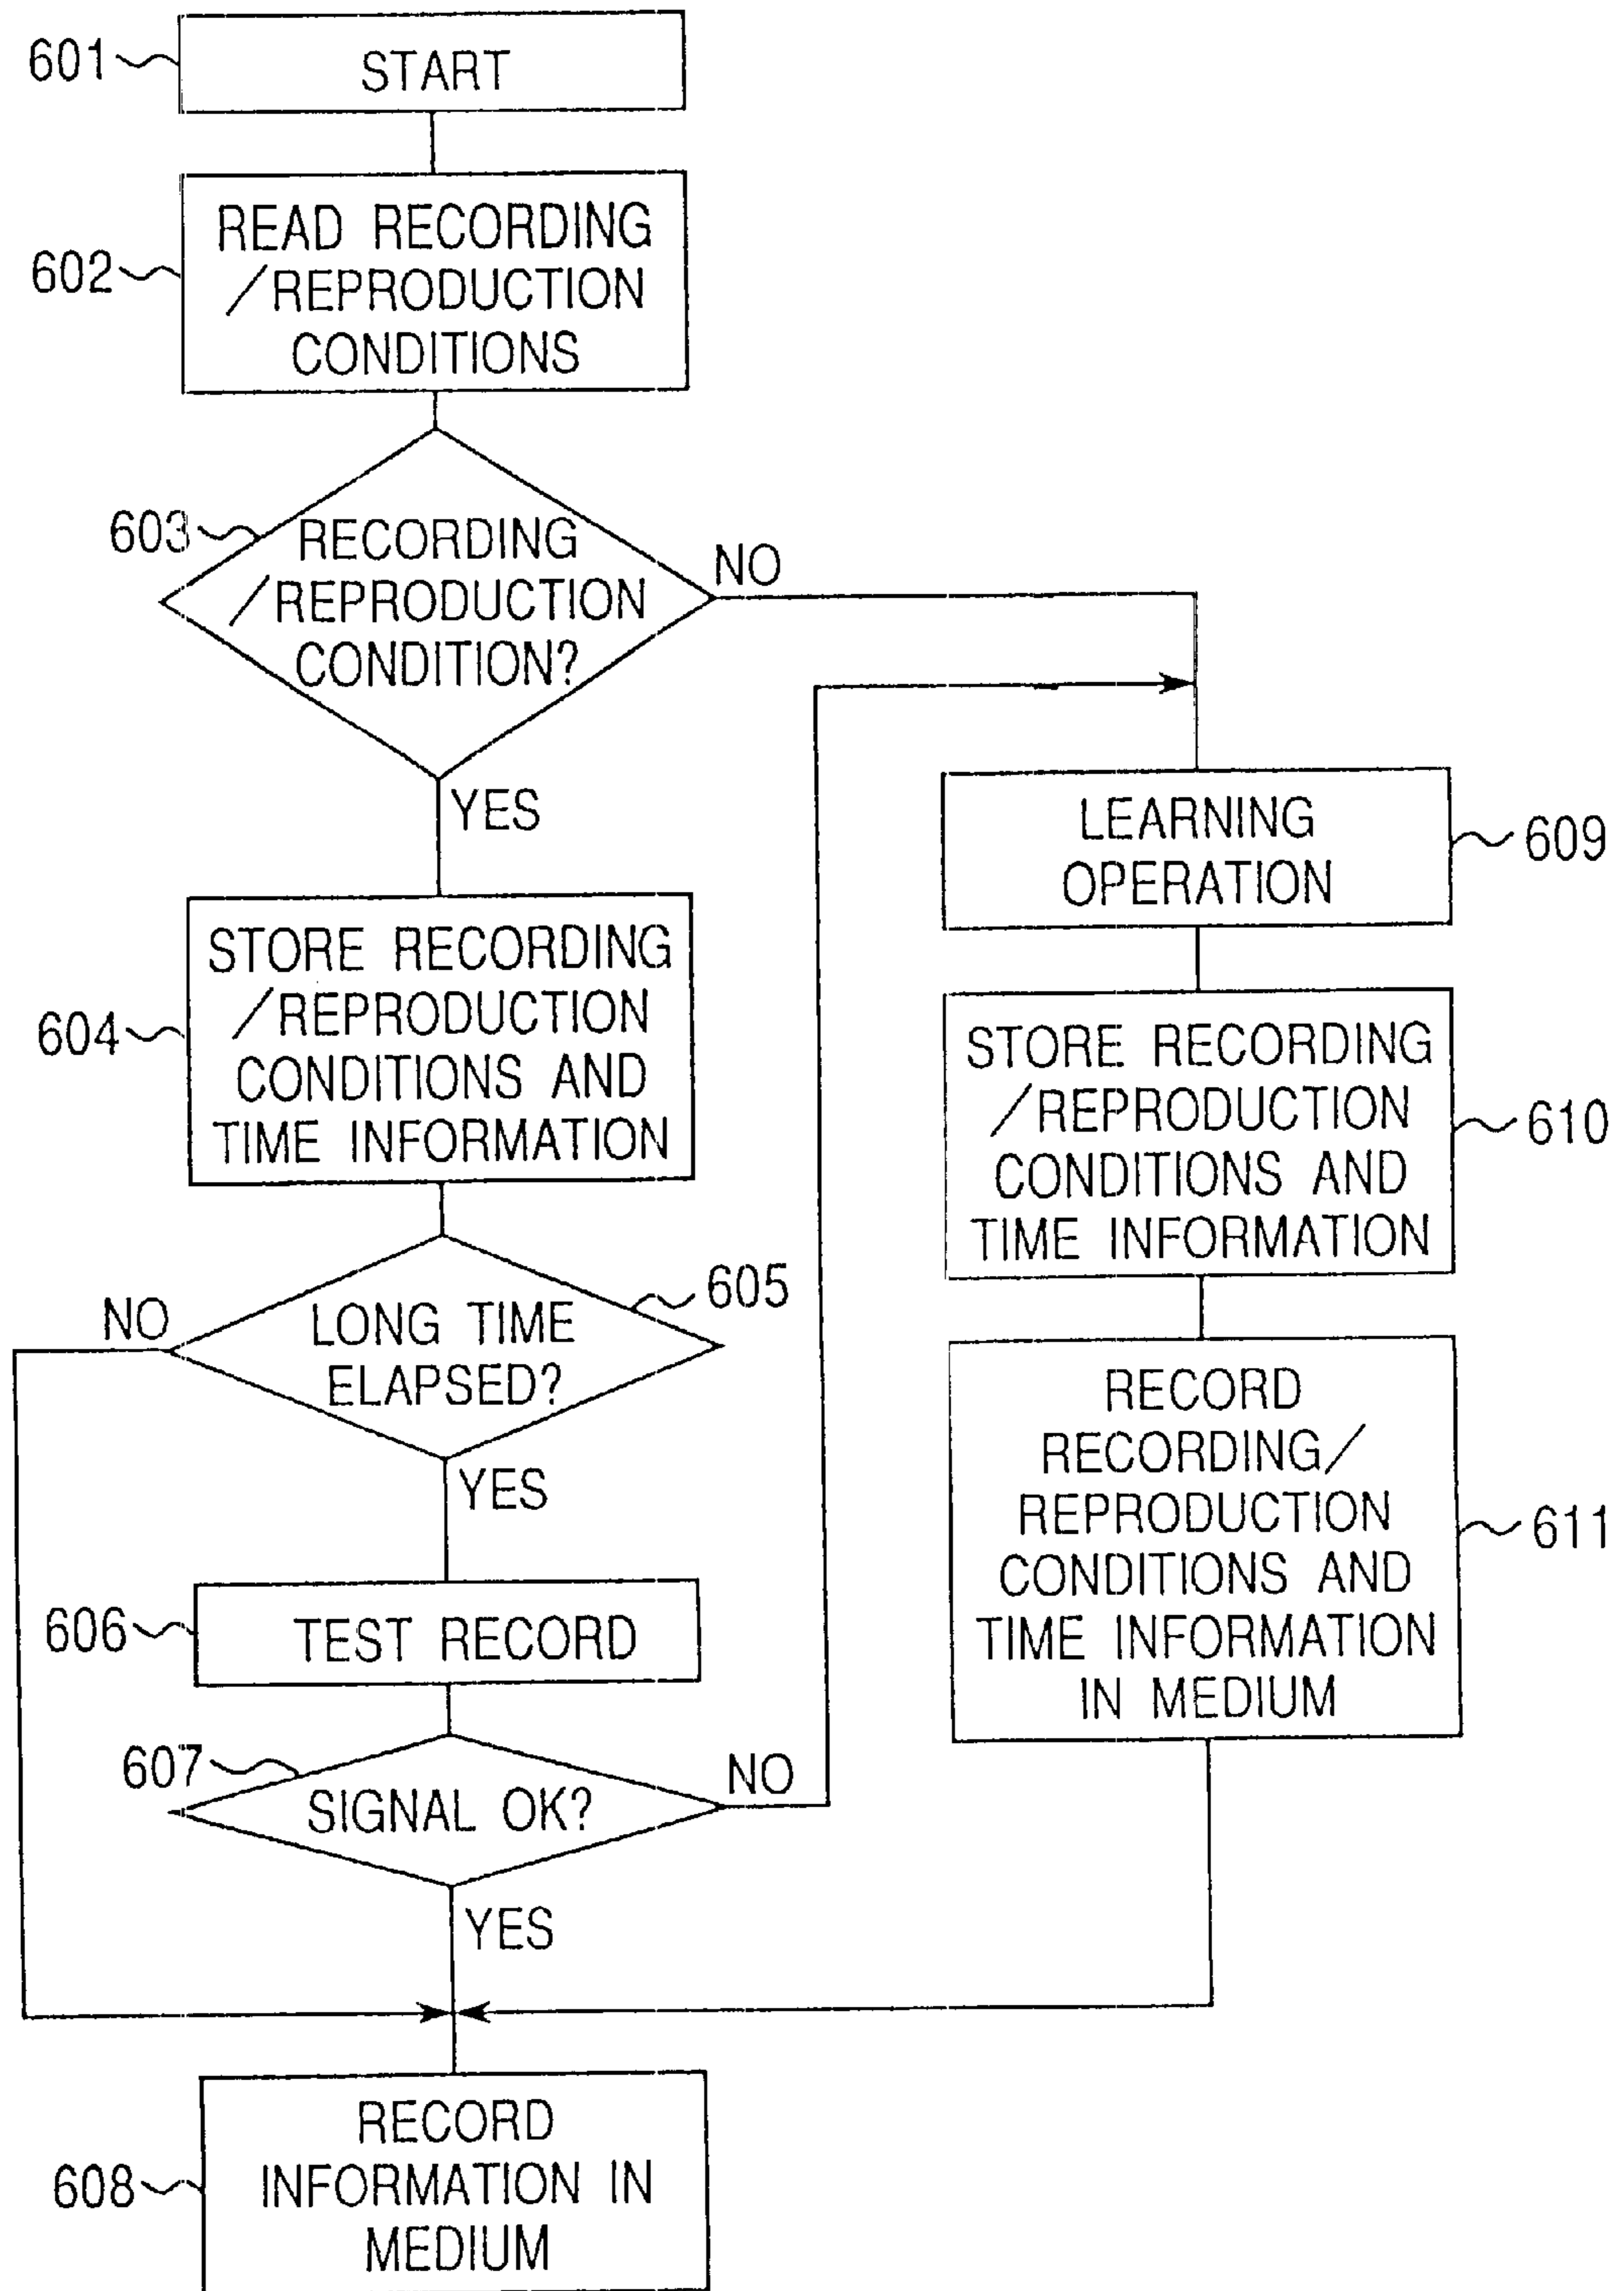 601
START
602
READ RECORDING
/REPRODUCTION
CONDITIONS
603
RECORDING
/REPRODUCTION
CONDITION?
NO
YES
604
STORE RECORDING
/REPRODUCTION
CONDITIONS AND
TIME INFORMATION
605
LONG TIME
ELAPSED?
NO
YES
606
TEST RECORD
607
SIGNAL OK?
NO
YES
608
RECORD
INFORMATION IN
MEDIUM
LEARNING
OPERATION
609
STORE RECORDING
/REPRODUCTION
CONDITIONS AND
TIME INFORMATION
610
RECORD
RECORDING/
REPRODUCTION
CONDITIONS AND
TIME INFORMATION
IN MEDIUM
611